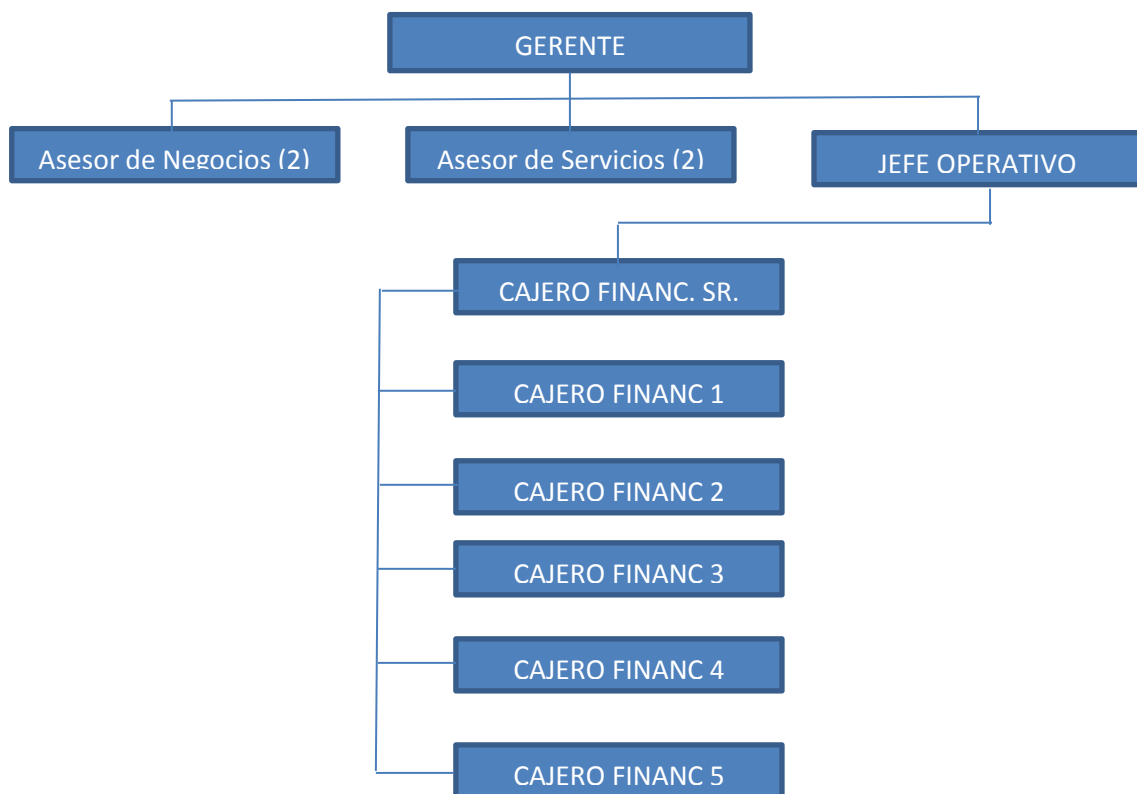 GERENTE
Asesor de Negocios (2)
Asesor de Servicios (2)
JEFE OPERATIVO
CAJERO FINANC. SR.
CAJERO FINANC 1
CAJERO FINANC 2
CAJERO FINANC 3
CAJERO FINANC 4
CAJERO FINANC 5